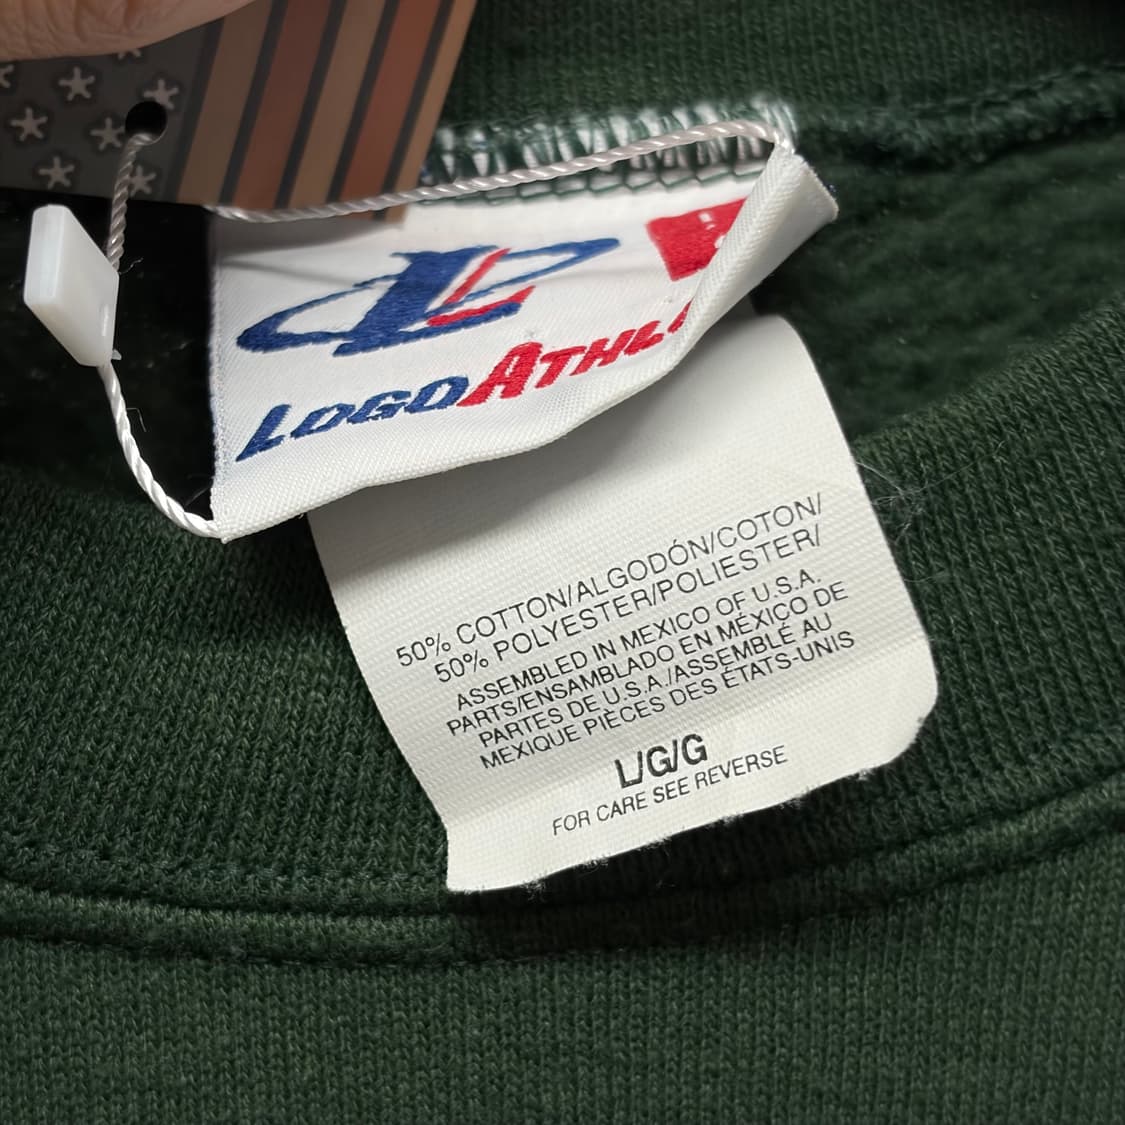 LOGO
50% COTTON/ALGODÓN/COTON/
50% POLYESTER/POLIESTER/
ASSEMBLED IN MEXICO OF U.S.A.
PARTS/ENSAMBLADO EN MÉXICO DE
PARTES DE U.S.A./ASSEMBLÉ AU
MEXIQUE PIÈCES DES ÉTATS-UNIS
L/G/G
FOR CARE SEE REVERSE